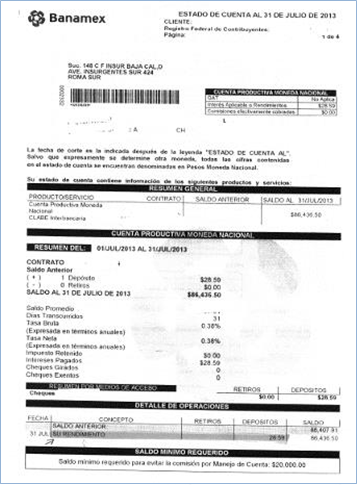 Banamex
ESTADO DE CUENTA AL 31 DE JULIO DE 2013
CLIENTE:
Registro Federal de Contribuyentes:
Página: 1 de 4
Suc. 148 C F INSUR BAJA CAL,D
AVE. INSURGENTES SUR 424
ROMA SUR
CUENTA PRODUCTIVA MONEDA NACIONAL
GAT No Aplica
Interés Aplicable o Rendimientos $28.59
Comisiones efectivamente cobradas $0.00
La fecha de corte es la indicada después de la leyenda "ESTADO DE CUENTA AL".
Salvo que expresamente se determine otra moneda, todas las cifras contenidas
en el estado de cuenta se encuentran denominadas en Pesos Moneda Nacional.
Su estado de cuenta contiene información de los siguientes productos y servicios:
RESUMEN GENERAL
PRODUCTO/SERVICIO CONTRATO SALDO ANTERIOR SALDO AL 31/JUL/2013
Cuenta Productiva Moneda
Nacional $86,436.50
CLABE Interbancaria
CUENTA PRODUCTIVA MONEDA NACIONAL
RESUMEN DEL: 01/JUL/2013 AL 31/JUL/2013
CONTRATO
Saldo Anterior
( + ) 1 Depósito $28.59
( - ) 0 Retiros $0.00
SALDO AL 31 DE JULIO DE 2013 $86,436.50
Saldo Promedio
Días Transcurridos 31
Tasa Bruta 0.38%
(Expresada en términos anuales)
Tasa Neta 0.38%
(Expresada en términos anuales)
Impuesto Retenido $0.00
Intereses Pagados $28.59
Cheques Girados 0
Cheques Exentos 0
RESUMEN POR MEDIOS DE ACCESO
RETIROS DEPOSITOS
Cheques $0.00 $28.59
DETALLE DE OPERACIONES
FECHA CONCEPTO RETIROS DEPOSITOS SALDO
SALDO ANTERIOR 86,407.91
31 JUL SU RENDIMIENTO 28.59 86,436.50
SALDO MINIMO REQUERIDO
Saldo mínimo requerido para evitar la comisión por Manejo de Cuenta: $20,000.00